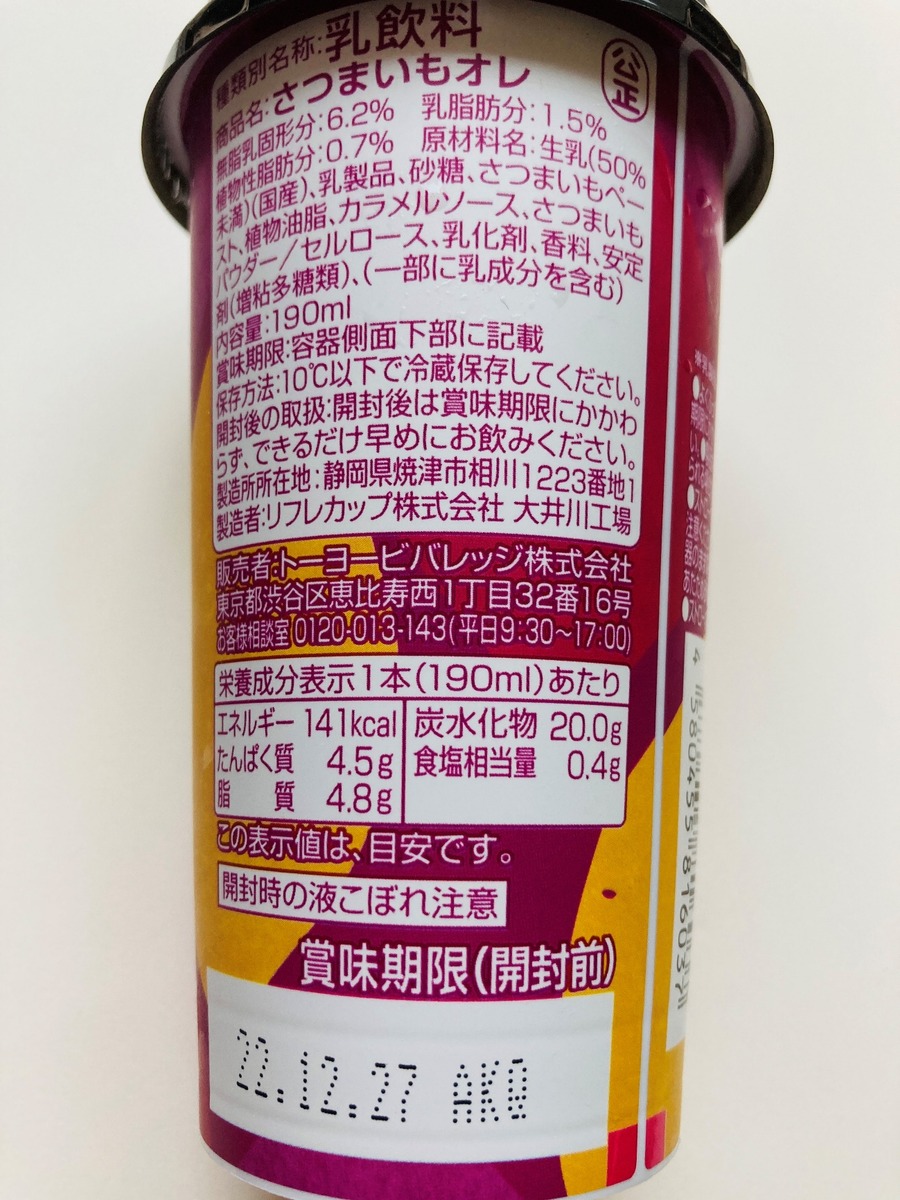 種類別名称:乳飲料
公正
商品名:さつまいもオレ
無脂乳固形分:6.2% 乳脂肪分:1.5%
植物性脂肪分:0.7% 原材料名:生乳(50%
未満)(国産)、乳製品、砂糖、さつまいもペー
スト、植物油脂、カラメルソース、さつまいも
パウダー/セルロース、乳化剤、香料、安定
剤(増粘多糖類)、(一部に乳成分を含む)
内容量:190ml
賞味期限:容器側面下部に記載
保存方法:10℃以下で冷蔵保存してください。
開封後の取扱:開封後は賞味期限にかかわ
らず、できるだけ早めにお飲みください。
製造所所在地:静岡県焼津市相川1223番地1
製造者:リフレカップ株式会社 大井川工場
販売者:トーヨービバレッジ株式会社
東京都渋谷区恵比寿西1丁目32番16号
お客様相談室 0120-013-143(平日9:30~17:00)
栄養成分表示1本(190ml)あたり
エネルギー 141kcal
たんぱく質 4.5g
脂 質 4.8g
炭水化物 20.0g
食塩相当量 0.4g
この表示値は、目安です。
開封時の液こぼれ注意
賞味期限(開封前)
22.12.27 AKQ